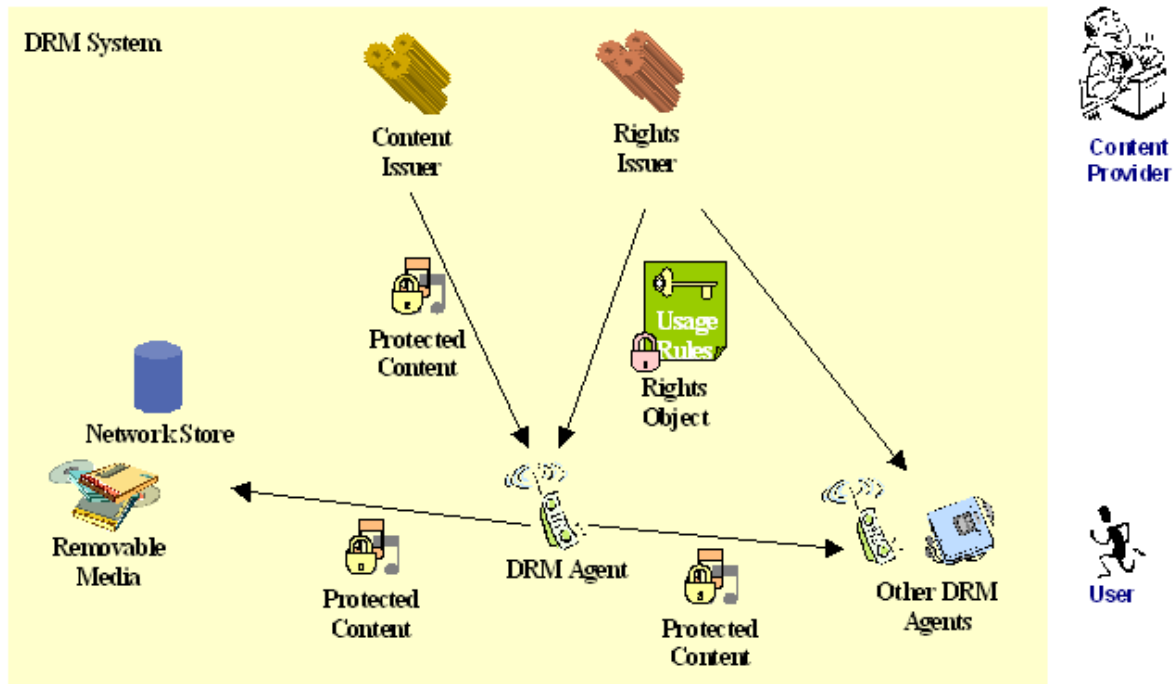 DRM System
Content
Issuer
Rights
Issuer
Content
Provider
Protected
Content
Usage
Rules
Rights
Object
Network Store
Removable
Media
DRM Agent
Other DRM
Agents
User
Protected
Content
Protected
Content